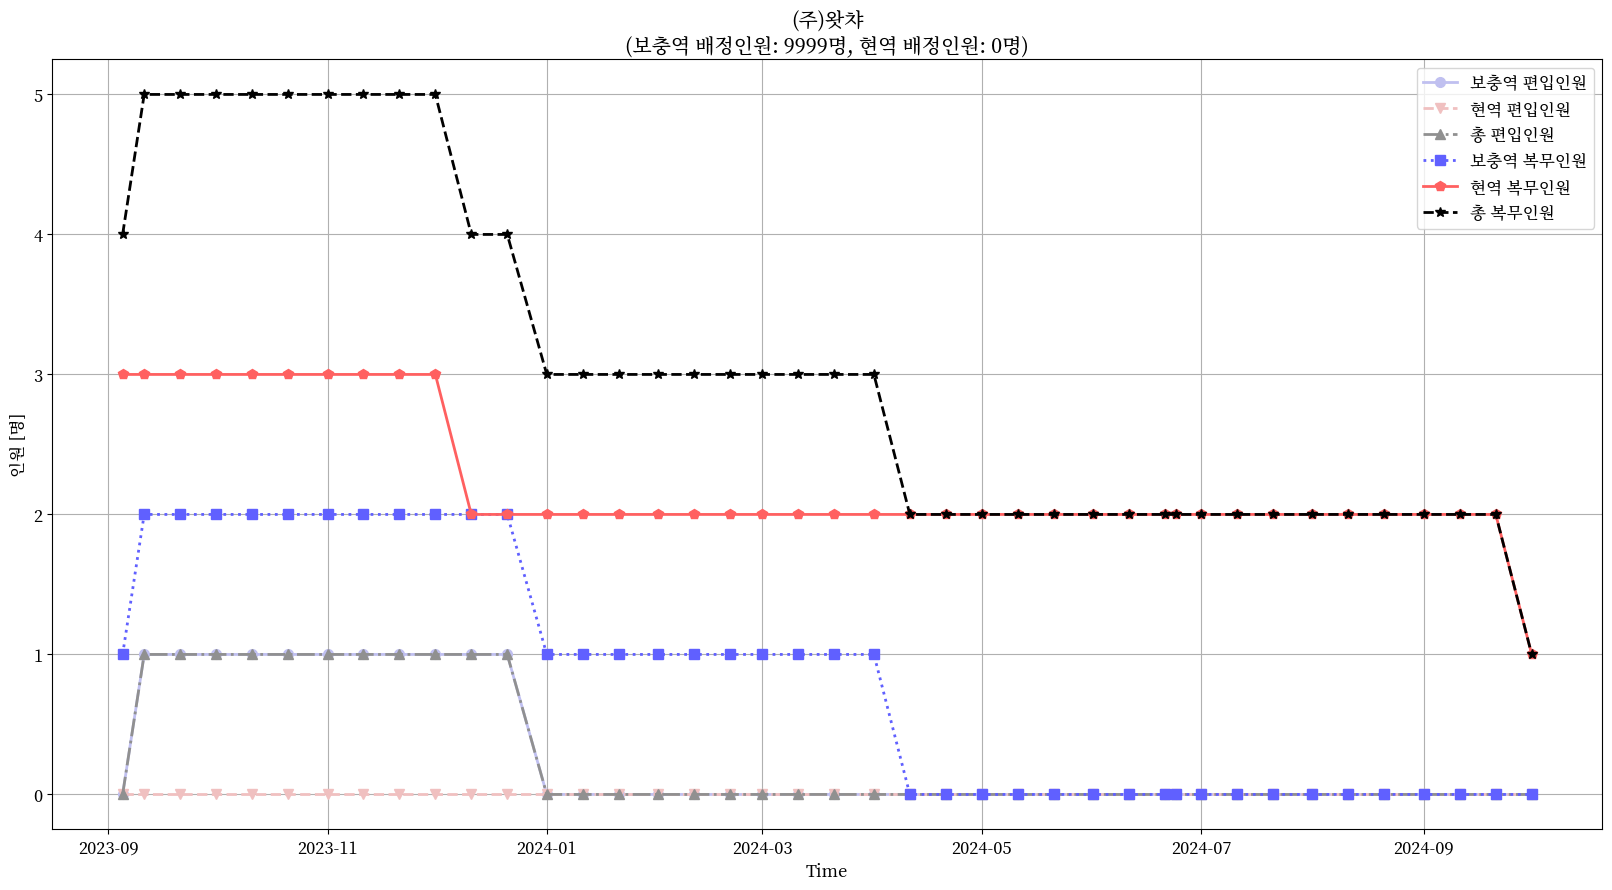 (주)왓챠
(보충역 배정인원: 9999명, 현역 배정인원: 0명)
보충역 편입인원
현역 편입인원
총 편입인원
보충역 복무인원
현역 복무인원
총 복무인원
인원 [명]
5
4
3
2
1
0
2023-09 2023-11 2024-01 2024-03 2024-05 2024-07 2024-09
Time